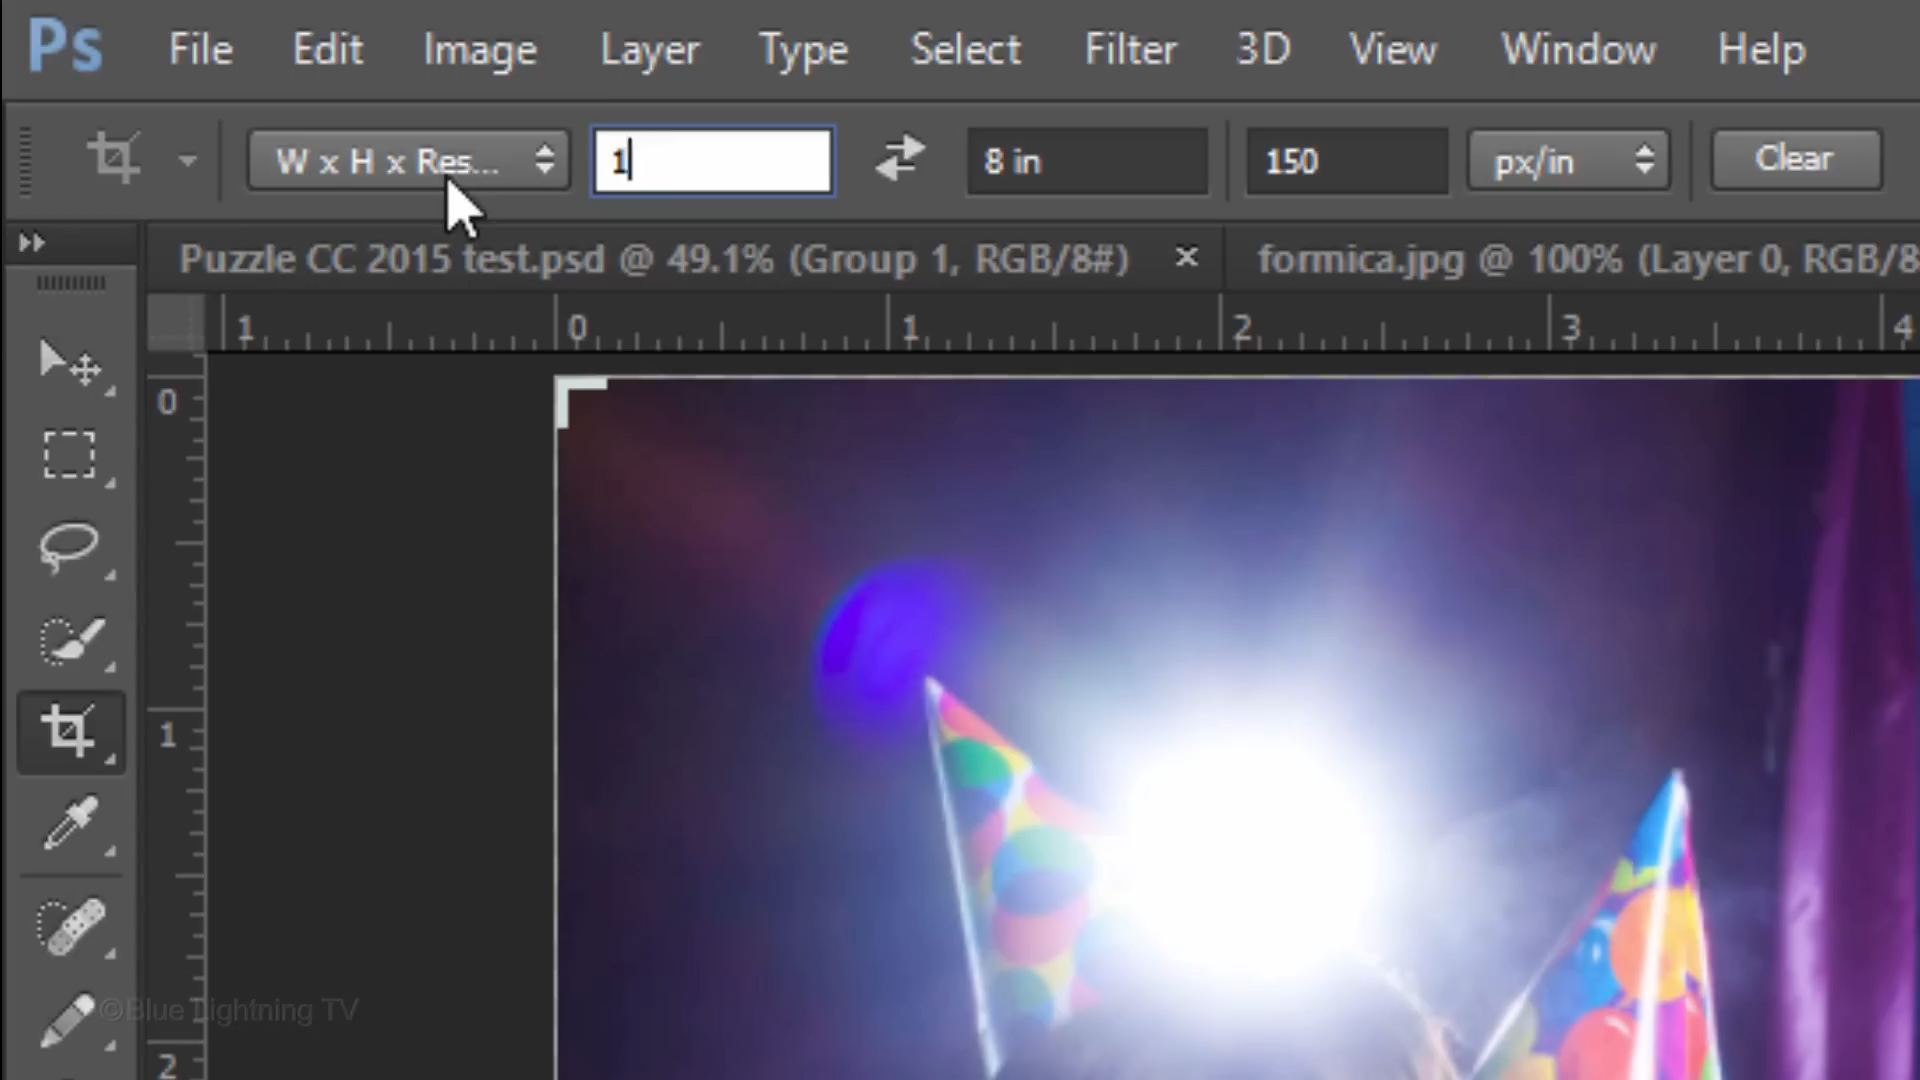 Ps File Edit Image Layer Type Select Filter 3D View Window Help
W x H x Res... 1 8 in 150 px/in Clear
Puzzle CC 2015 test.psd @ 49.1% (Group 1, RGB/8#) × formica.jpg @ 100% (Layer 0, RGB/8
1 0 1 2 3 4
0
1
©Blue Lightning TV
2